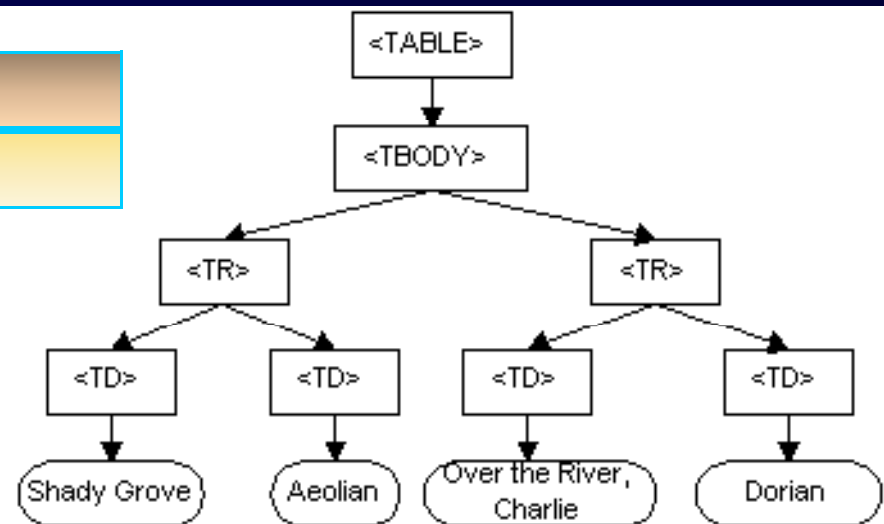 <TABLE>
<TBODY>
<TR>
<TR>
<TD>
<TD>
<TD>
<TD>
Shady Grove
Aeolian
Over the River,
Charlie
Dorian